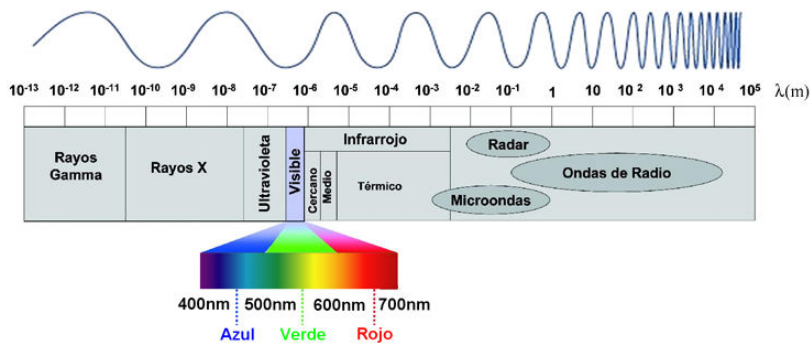 10-13 10-12 10-11 10-10 10-9 10-8 10-7 10-6 10-5 10-4 10-3 10-2 10-1 1 10 10 2 10 3 10 4 10 5 λ(m)
Rayos Gamma
Rayos X
Ultravioleta
Visible
Infrarrojo
Cercano
Medio
Térmico
Radar
Microondas
Ondas de Radio
400nm 500nm 600nm 700nm
Azul Verde Rojo